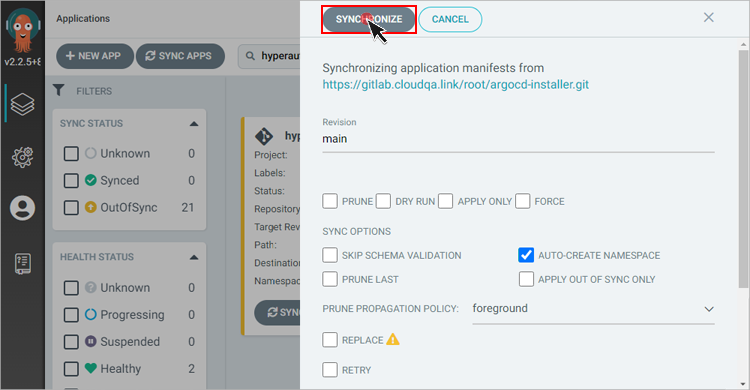 v2.2.5+8
Applications
+ NEW APP
SYNC APPS
hyperau
FILTERS
SYNC STATUS
Unknown 0
Synced 0
OutOfSync 21
HEALTH STATUS
Unknown 0
Progressing 0
Suspended 0
Healthy 2
hype
Project:
Labels:
Status:
Repository
Target Rev
Path:
Destination
Namespac
SYN
SYNCHRONIZE
CANCEL
Synchronizing application manifests from
https://gitlab.cloudqa.link/root/argocd-installer.git
Revision
main
PRUNE DRY RUN APPLY ONLY FORCE
SYNC OPTIONS
SKIP SCHEMA VALIDATION AUTO-CREATE NAMESPACE
PRUNE LAST APPLY OUT OF SYNC ONLY
PRUNE PROPAGATION POLICY: foreground
REPLACE
RETRY